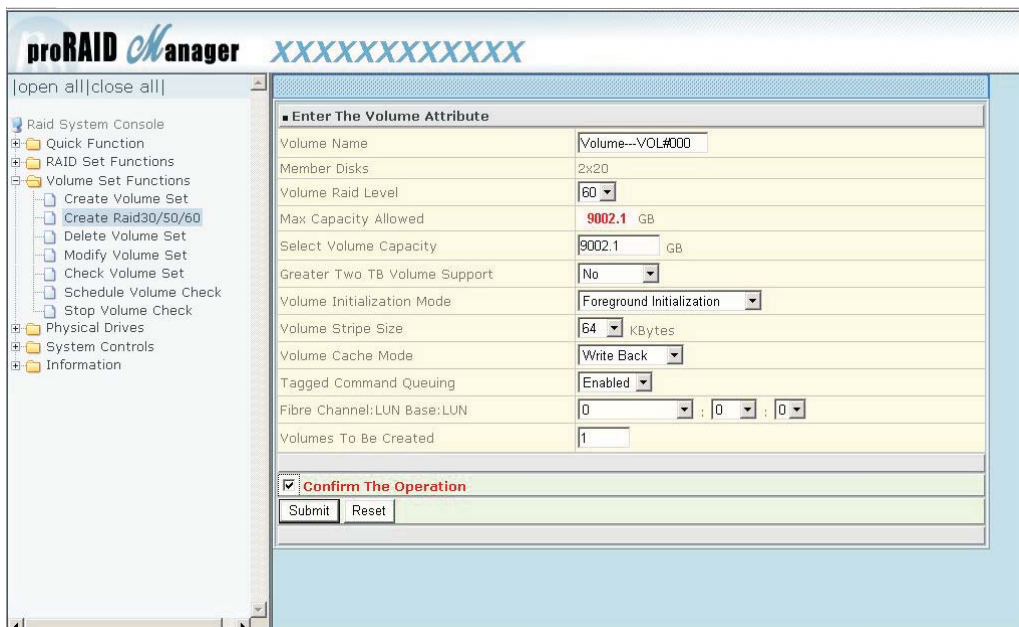 proRAID Manager XXXXXXXXXXXX
|open all|close all|
Raid System Console
Quick Function
RAID Set Functions
Volume Set Functions
Create Volume Set
Create Raid30/50/60
Delete Volume Set
Modify Volume Set
Check Volume Set
Schedule Volume Check
Stop Volume Check
Physical Drives
System Controls
Information
Enter The Volume Attribute
Volume Name Volume---VOL#000
Member Disks 2x20
Volume Raid Level 60
Max Capacity Allowed 9002.1 GB
Select Volume Capacity 9002.1 GB
Greater Two TB Volume Support No
Volume Initialization Mode Foreground Initialization
Volume Stripe Size 64 KBytes
Volume Cache Mode Write Back
Tagged Command Queuing Enabled
Fibre Channel:LUN Base:LUN 0 : 0 : 0
Volumes To Be Created 1
Confirm The Operation
Submit Reset